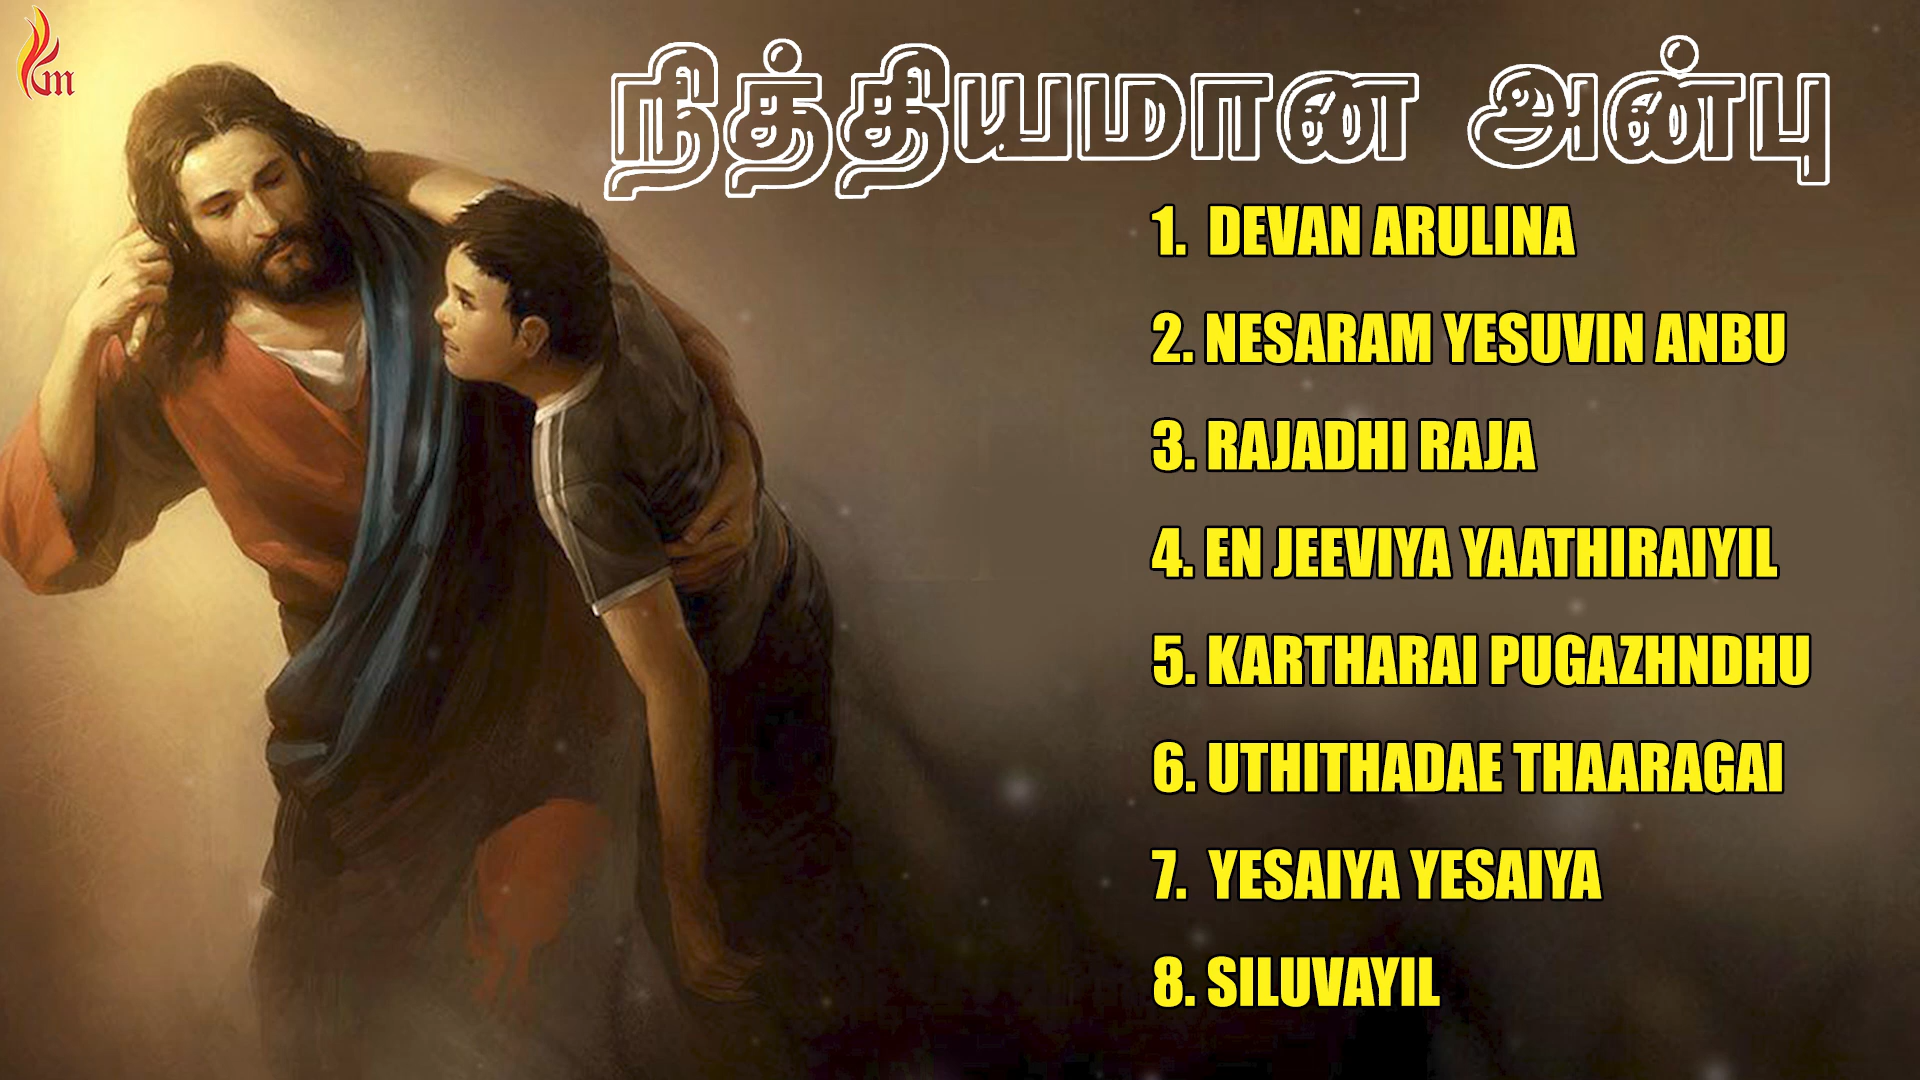 நித்தியமான அன்பு
1. DEVAN ARULINA
2. NESARAM YESUVIN ANBU
3. RAJADHI RAJA
4. EN JEEVIYA YAATHIRAIYIL
5. KARTHARAI PUGAZHNDHU
6. UTHITHADAE THAARAGAI
7. YESAIYA YESAIYA
8. SILUVAYIL